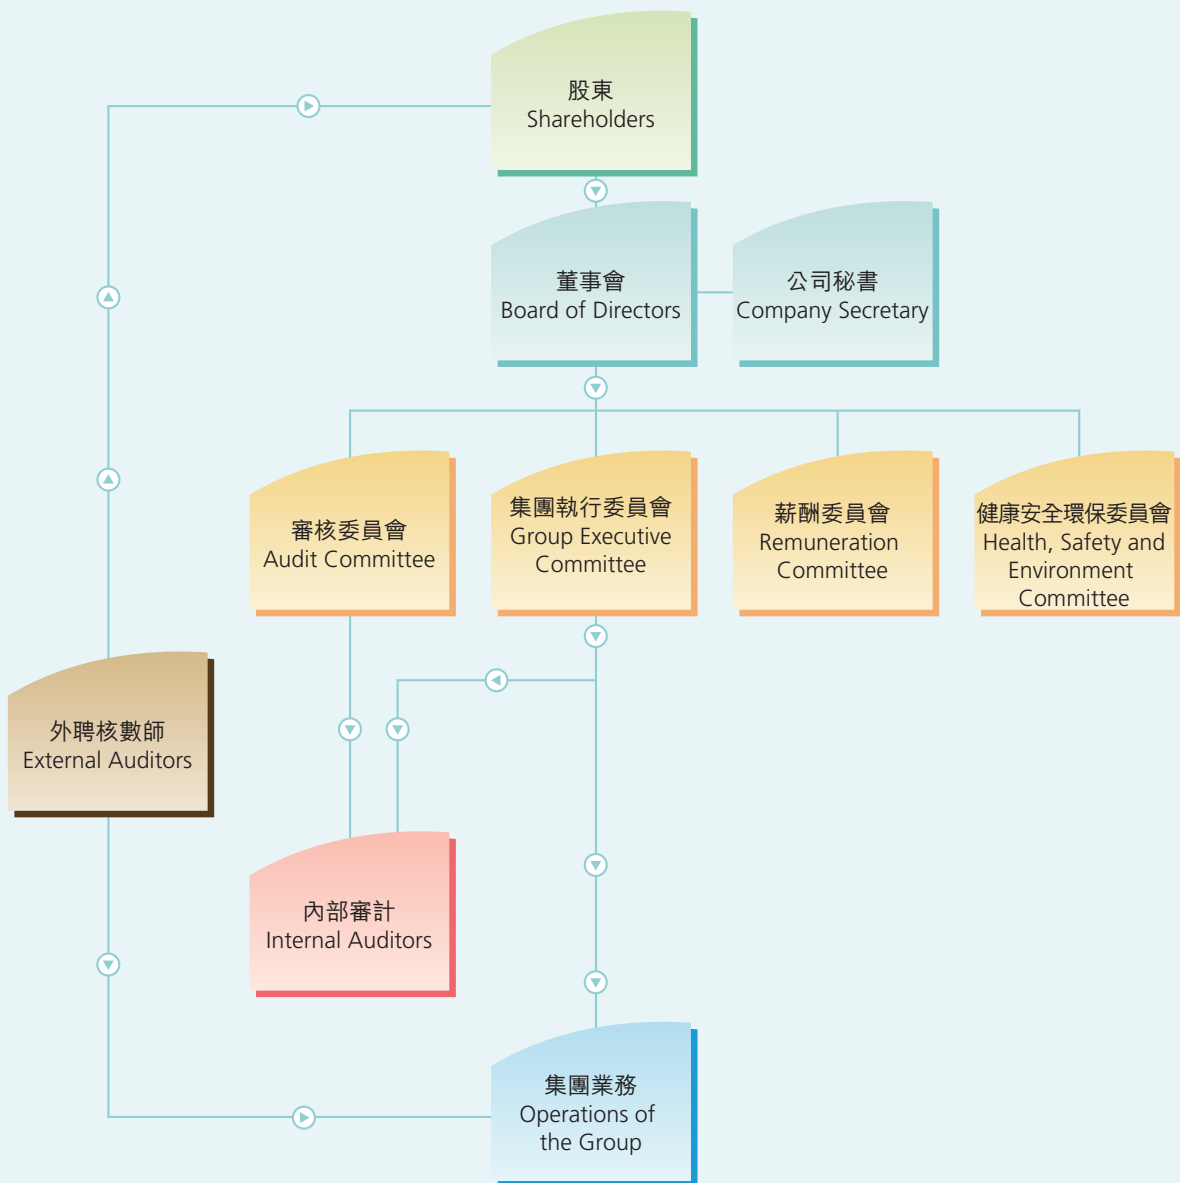 股東
Shareholders
董事會
Board of Directors
公司秘書
Company Secretary
審核委員會
Audit Committee
集團執行委員會
Group Executive
Committee
薪酬委員會
Remuneration
Committee
健康安全環保委員會
Health, Safety and
Environment
Committee
外聘核數師
External Auditors
內部審計
Internal Auditors
集團業務
Operations of
the Group